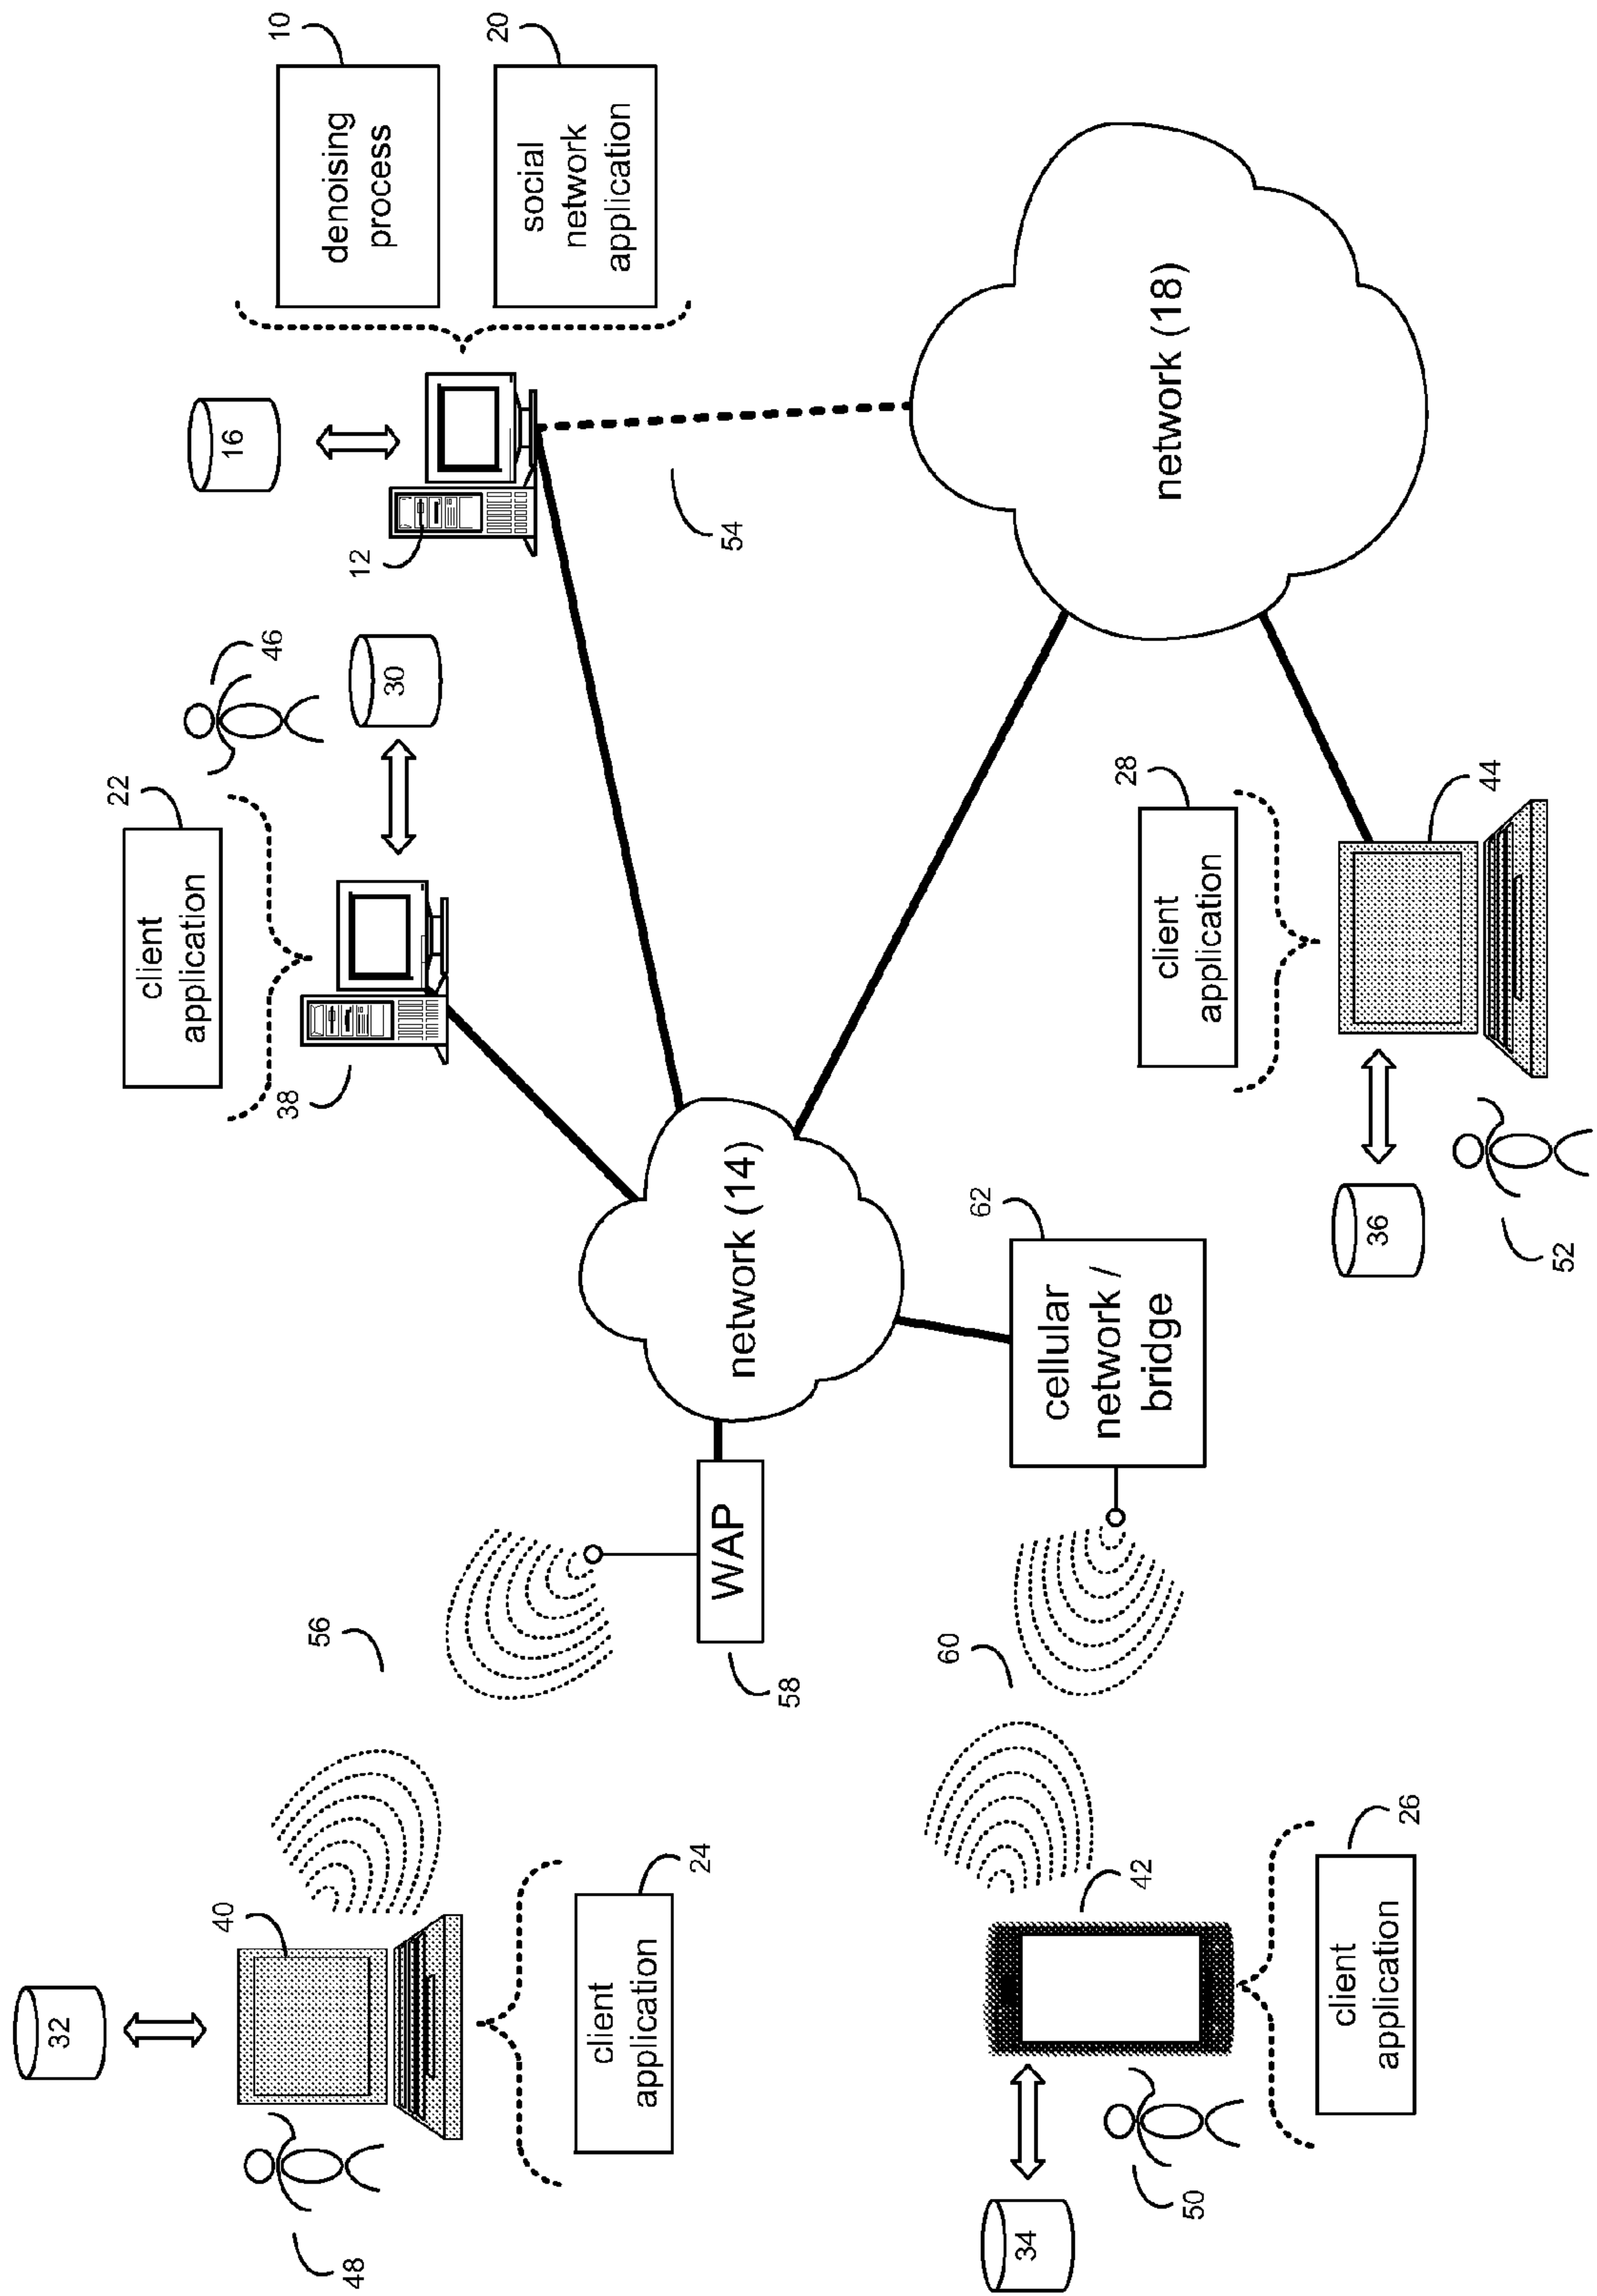 32
40
48
client
application
24
56
WAP
58
client
application
22
46
30
38
16
12
denoising
process
10
social
network
application
20
54
network (14)
network (18)
34
42
50
client
application
26
60
cellular
network /
bridge
62
client
application
28
44
36
52